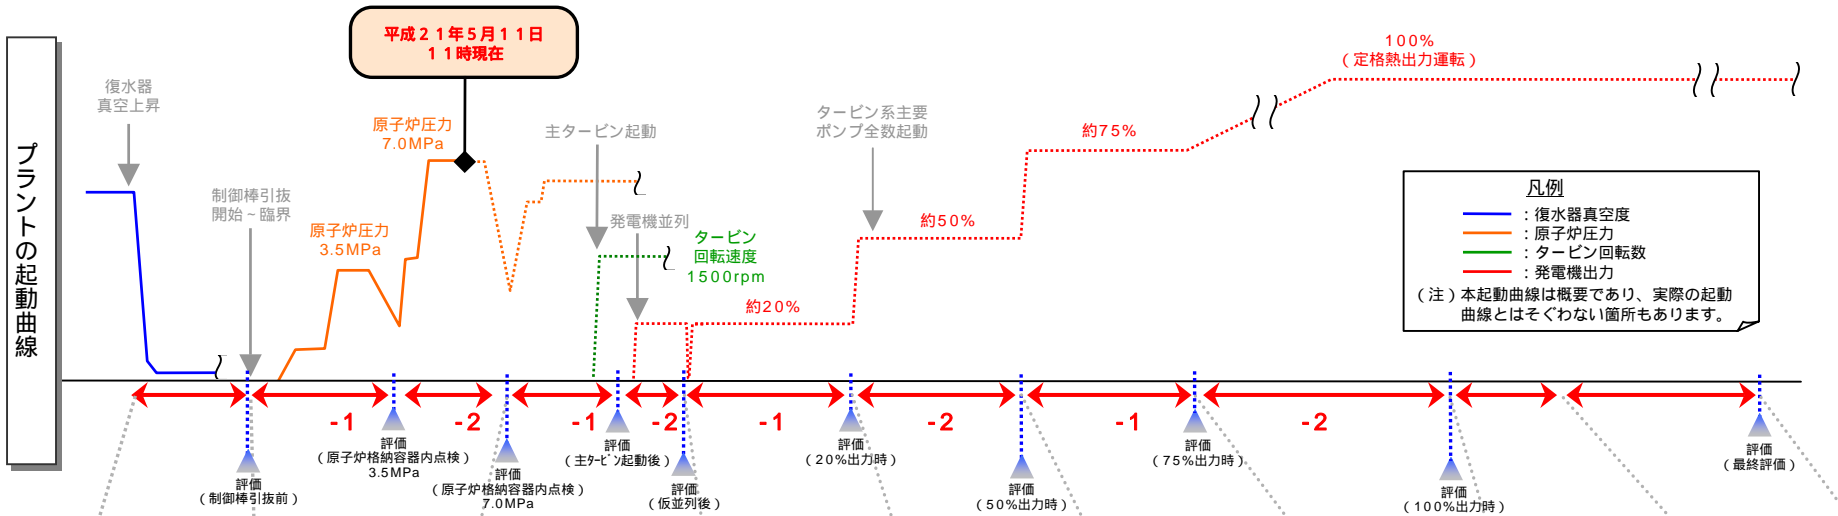 プラントの起動曲線
平成21年5月11日
11時現在
復水器
真空上昇
制御棒引抜
開始~臨界
原子炉圧力
3.5MPa
原子炉圧力
7.0MPa
主タービン起動
発電機並列
タービン
回転速度
1500rpm
タービン系主要
ポンプ全数起動
約20%
約50%
約75%
100%
(定格熱出力運転)
凡例
:復水器真空度
:原子炉圧力
:タービン回転数
:発電機出力
(注)本起動曲線は概要であり、実際の起動
曲線とはそぐわない箇所もあります。
-1
-2
-1
-2
-1
-2
-1
-2
評価
(制御棒引抜前)
評価
(原子炉格納容器内点検)
3.5MPa
評価
(原子炉格納容器内点検)
7.0MPa
評価
(主タービン起動後)
評価
(仮並列後)
評価
(20%出力時)
評価
(50%出力時)
評価
(75%出力時)
評価
(100%出力時)
評価
(最終評価)